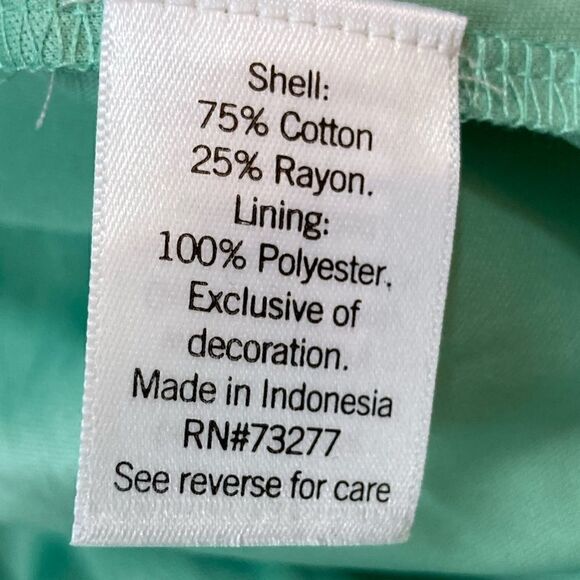 Shell:
75% Cotton
25% Rayon.
Lining:
100% Polyester.
Exclusive of
decoration.
Made in Indonesia
RN#73277
See reverse for care